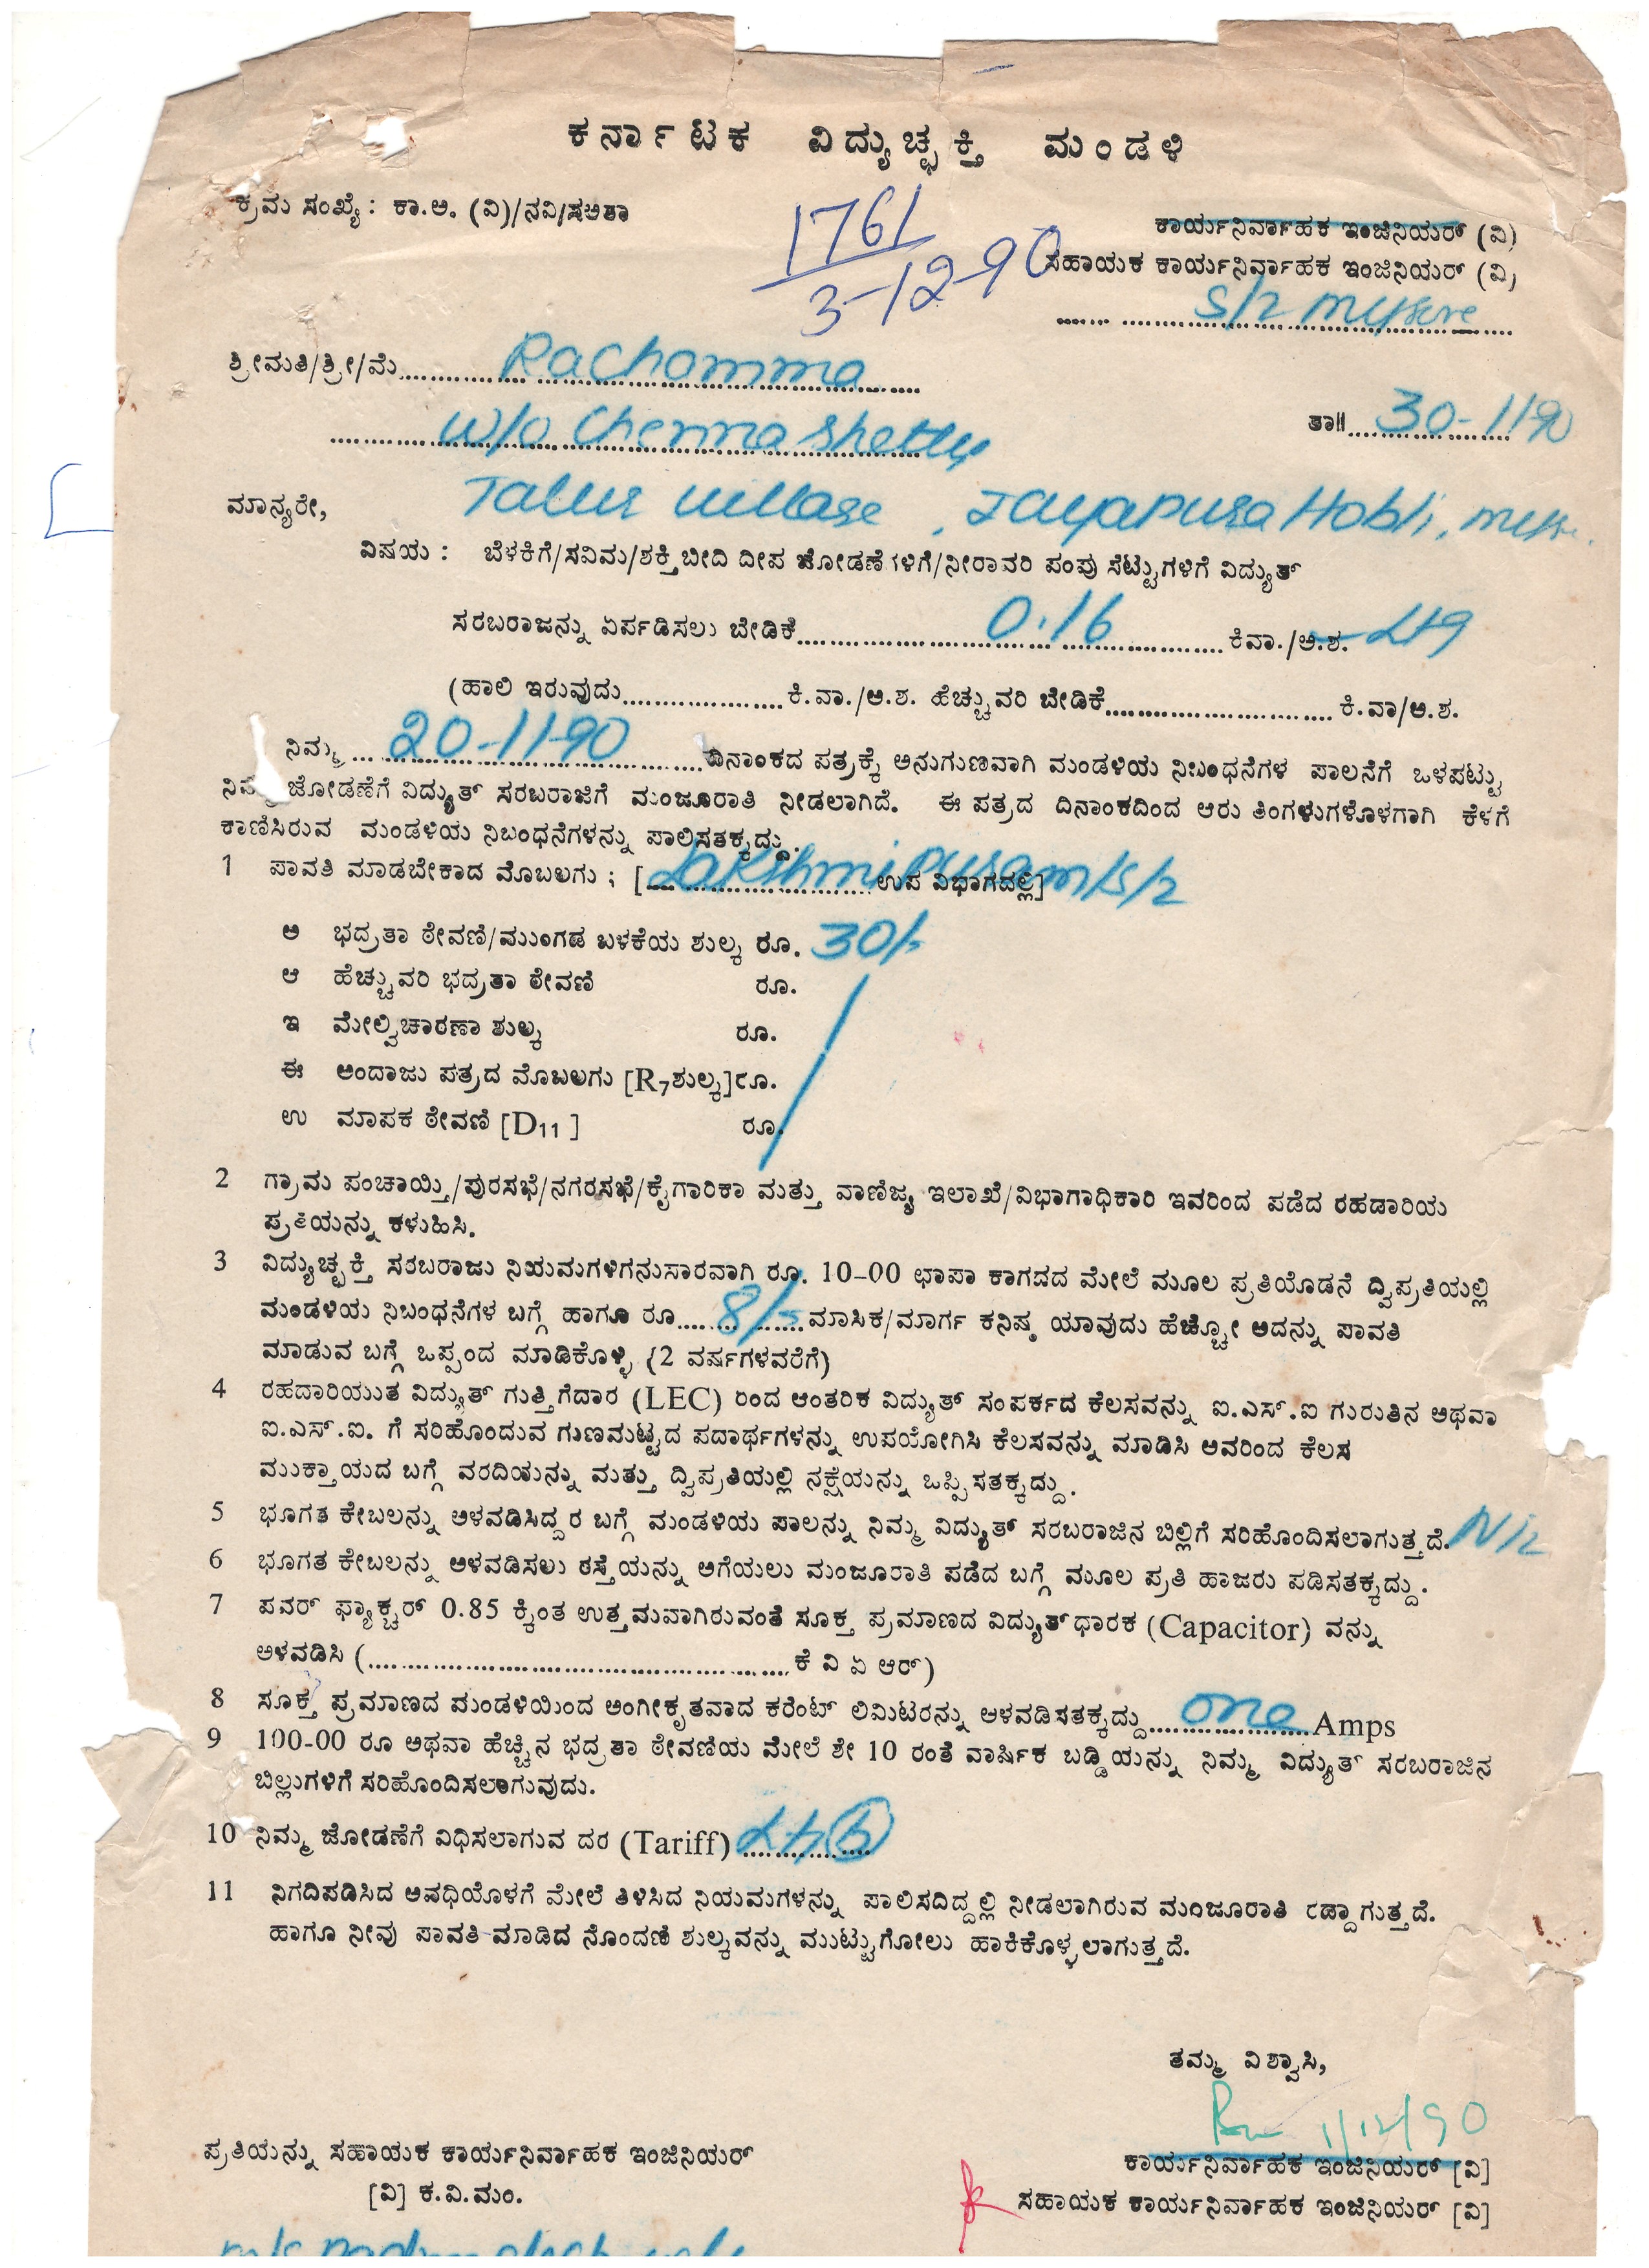 ಕರ್ನಾಟಕ ವಿದ್ಯುಚ್ಛಕ್ತಿ ಮಂಡಳಿ
ಕ್ರಮ ಸಂಖ್ಯೆ: ಕಾ.ಅ. (ವಿ)/ನವಿ/ಸಅತಾ
1761
3-12-90
ಕಾರ್ಯನಿರ್ವಾಹಕ ಇಂಜಿನಿಯರ್ (ವಿ)
ಸಹಾಯಕ ಕಾರ್ಯನಿರ್ವಾಹಕ ಇಂಜಿನಿಯರ್ (ವಿ)
S/2 Mysore
ಶ್ರೀಮತಿ/ಶ್ರೀ/ಮೆ. Rachamma
W/o Chenna Shetty
ತಾ|| 30-11-90
ಮಾನ್ಯರೇ, Talur village, Jayapura Hobli,
ವಿಷಯ : ಬೆಳಕಿಗೆ/ಸವಿಮ/ಶಕ್ತಿ ಬೀದಿ ದೀಪ ಜೋಡಣೆಗಳಿಗೆ/ನೀರಾವರಿ ಪಂಪು ಸೆಟ್ಟುಗಳಿಗೆ ವಿದ್ಯುತ್
ಸರಬರಾಜನ್ನು ಏರ್ಪಡಿಸಲು ಬೇಡಿಕೆ 0.16 ಕಿವಾ./ಅ.ಶ.
(ಹಾಲಿ ಇರುವುದು.....................ಕಿ.ವಾ./ಅ.ಶ. ಹೆಚ್ಚುವರಿ ಬೇಡಿಕೆ.............................. ಕಿ.ವಾ/ಅ.ಶ.
ನಿಮ್ಮ ... 20-11-90 ದಿನಾಂಕದ ಪತ್ರಕ್ಕೆ ಅನುಗುಣವಾಗಿ ಮಂಡಳಿಯ ನಿಬಂಧನೆಗಳ ಪಾಲನೆಗೆ ಒಳಪಟ್ಟು
ಜೋಡಣೆಗೆ ವಿದ್ಯುತ್ ಸರಬರಾಜಿಗೆ ಮಂಜೂರಾತಿ ನೀಡಲಾಗಿದೆ. ಈ ಪತ್ರದ ದಿನಾಂಕದಿಂದ ಆರು ತಿಂಗಳುಗಳೊಳಗಾಗಿ ಕೆಳಗೆ
ಕಾಣಿಸಿರುವ ಮಂಡಳಿಯ ನಿಬಂಧನೆಗಳನ್ನು ಪಾಲಿಸತಕ್ಕದ್ದು.
1 ಪಾವತಿ ಮಾಡಬೇಕಾದ ಮೊಬಲಗು ; [ Lakshmipuram S/2 ಉಪ ವಿಭಾಗದಲ್ಲಿ]
ಅ ಭದ್ರತಾ ಠೇವಣಿ/ಮುಂಗಡ ಬಳಕೆಯ ಶುಲ್ಕ ರೂ. 30/-
ಆ ಹೆಚ್ಚುವರಿ ಭದ್ರತಾ ಠೇವಣಿ ರೂ.
ಇ ಮೇಲ್ವಿಚಾರಣಾ ಶುಲ್ಕ ರೂ.
ಈ ಅಂದಾಜು ಪತ್ರದ ಮೊಬಲಗು [R7ಶುಲ್ಕ]ರೂ.
ಉ ಮಾಪಕ ಠೇವಣಿ [D11] ರೂ.
2 ಗ್ರಾಮ ಪಂಚಾಯ್ತಿ/ಪುರಸಭೆ/ನಗರಸಭೆ/ಕೈಗಾರಿಕಾ ಮತ್ತು ವಾಣಿಜ್ಯ ಇಲಾಖೆ/ವಿಭಾಗಾಧಿಕಾರಿ ಇವರಿಂದ ಪಡೆದ ರಹದಾರಿಯ
ಪ್ರತಿಯನ್ನು ಕಳುಹಿಸಿ.
3 ವಿದ್ಯುಚ್ಛಕ್ತಿ ಸರಬರಾಜು ನಿಯಮಗಳಿಗನುಸಾರವಾಗಿ ರೂ. 10-00 ಛಾಪಾ ಕಾಗದದ ಮೇಲೆ ಮೂಲ ಪ್ರತಿಯೊಡನೆ ದ್ವಿಪ್ರತಿಯಲ್ಲಿ
ಮಂಡಳಿಯ ನಿಬಂಧನೆಗಳ ಬಗ್ಗೆ ಹಾಗೂ ರೂ.... 8/- ....ಮಾಸಿಕ/ಮಾರ್ಗ ಕನಿಷ್ಠ ಯಾವುದು ಹೆಚ್ಚೋ ಅದನ್ನು ಪಾವತಿ
ಮಾಡುವ ಬಗ್ಗೆ ಒಪ್ಪಂದ ಮಾಡಿಕೊಳ್ಳಿ (2 ವರ್ಷಗಳವರೆಗೆ)
4 ರಹದಾರಿಯುತ ವಿದ್ಯುತ್ ಗುತ್ತಿಗೆದಾರ (LEC) ರಿಂದ ಆಂತರಿಕ ವಿದ್ಯುತ್ ಸಂಪರ್ಕದ ಕೆಲಸವನ್ನು ಐ.ಎಸ್.ಐ ಗುರುತಿನ ಅಥವಾ
ಐ.ಎಸ್.ಐ. ಗೆ ಸರಿಹೊಂದುವ ಗುಣಮಟ್ಟದ ಪದಾರ್ಥಗಳನ್ನು ಉಪಯೋಗಿಸಿ ಕೆಲಸವನ್ನು ಮಾಡಿಸಿ ಅವರಿಂದ ಕೆಲಸ
ಮುಕ್ತಾಯದ ಬಗ್ಗೆ ವರದಿಯನ್ನು ಮತ್ತು ದ್ವಿಪ್ರತಿಯಲ್ಲಿ ನಕ್ಷೆಯನ್ನು ಒಪ್ಪಿಸತಕ್ಕದ್ದು.
5 ಭೂಗತ ಕೇಬಲನ್ನು ಅಳವಡಿಸಿದ್ದರ ಬಗ್ಗೆ ಮಂಡಳಿಯ ಪಾಲನ್ನು ನಿಮ್ಮ ವಿದ್ಯುತ್ ಸರಬರಾಜಿನ ಬಿಲ್ಲಿಗೆ ಸರಿಹೊಂದಿಸಲಾಗುತ್ತದೆ. Nil
6 ಭೂಗತ ಕೇಬಲನ್ನು ಅಳವಡಿಸಲು ರಸ್ತೆಯನ್ನು ಅಗೆಯಲು ಮಂಜೂರಾತಿ ಪಡೆದ ಬಗ್ಗೆ ಮೂಲ ಪ್ರತಿ ಹಾಜರು ಪಡಿಸತಕ್ಕದ್ದು.
7 ಪವರ್ ಫ್ಯಾಕ್ಟರ್ 0.85 ಕ್ಕಿಂತ ಉತ್ತಮವಾಗಿರುವಂತೆ ಸೂಕ್ತ ಪ್ರಮಾಣದ ವಿದ್ಯುತ್ ಧಾರಕ (Capacitor) ವನ್ನು
ಅಳವಡಿಸಿ (......................................................ಕೆ ವಿ ಏ ಆರ್)
8 ಸೂಕ್ತ ಪ್ರಮಾಣದ ಮಂಡಳಿಯಿಂದ ಅಂಗೀಕೃತವಾದ ಕರೆಂಟ್ ಲಿಮಿಟರನ್ನು ಅಳವಡಿಸತಕ್ಕದ್ದು..... one .....Amps
9 100-00 ರೂ ಅಥವಾ ಹೆಚ್ಚಿನ ಭದ್ರತಾ ಠೇವಣಿಯ ಮೇಲೆ ಶೇ 10 ರಂತೆ ವಾರ್ಷಿಕ ಬಡ್ಡಿಯನ್ನು ನಿಮ್ಮ ವಿದ್ಯುತ್ ಸರಬರಾಜಿನ
ಬಿಲ್ಲುಗಳಿಗೆ ಸರಿಹೊಂದಿಸಲಾಗುವುದು.
10 ನಿಮ್ಮ ಜೋಡಣೆಗೆ ವಿಧಿಸಲಾಗುವ ದರ (Tariff)
11 ನಿಗದಿಪಡಿಸಿದ ಅವಧಿಯೊಳಗೆ ಮೇಲೆ ತಿಳಿಸಿದ ನಿಯಮಗಳನ್ನು ಪಾಲಿಸದಿದ್ದಲ್ಲಿ ನೀಡಲಾಗಿರುವ ಮಂಜೂರಾತಿ ರದ್ದಾಗುತ್ತದೆ.
ಹಾಗೂ ನೀವು ಪಾವತಿ ಮಾಡಿದ ನೊಂದಣಿ ಶುಲ್ಕವನ್ನು ಮುಟ್ಟುಗೋಲು ಹಾಕಿಕೊಳ್ಳಲಾಗುತ್ತದೆ.
ತಮ್ಮ ವಿಶ್ವಾಸಿ,
1/12/90
ಕಾರ್ಯನಿರ್ವಾಹಕ ಇಂಜಿನಿಯರ್ [ವಿ]
ಸಹಾಯಕ ಕಾರ್ಯನಿರ್ವಾಹಕ ಇಂಜಿನಿಯರ್ [ವಿ]
ಪ್ರತಿಯನ್ನು ಸಹಾಯಕ ಕಾರ್ಯನಿರ್ವಾಹಕ ಇಂಜಿನಿಯರ್
[ವಿ] ಕ.ವಿ.ಮಂ.